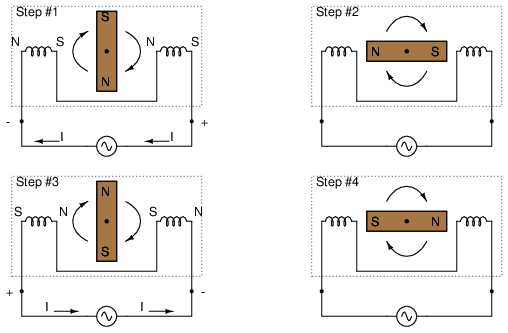 Step #1
S
N S N S
N
- +
I I
Step #2
N S
Step #3
N
S N S N
S
+ -
I I
Step #4
S N